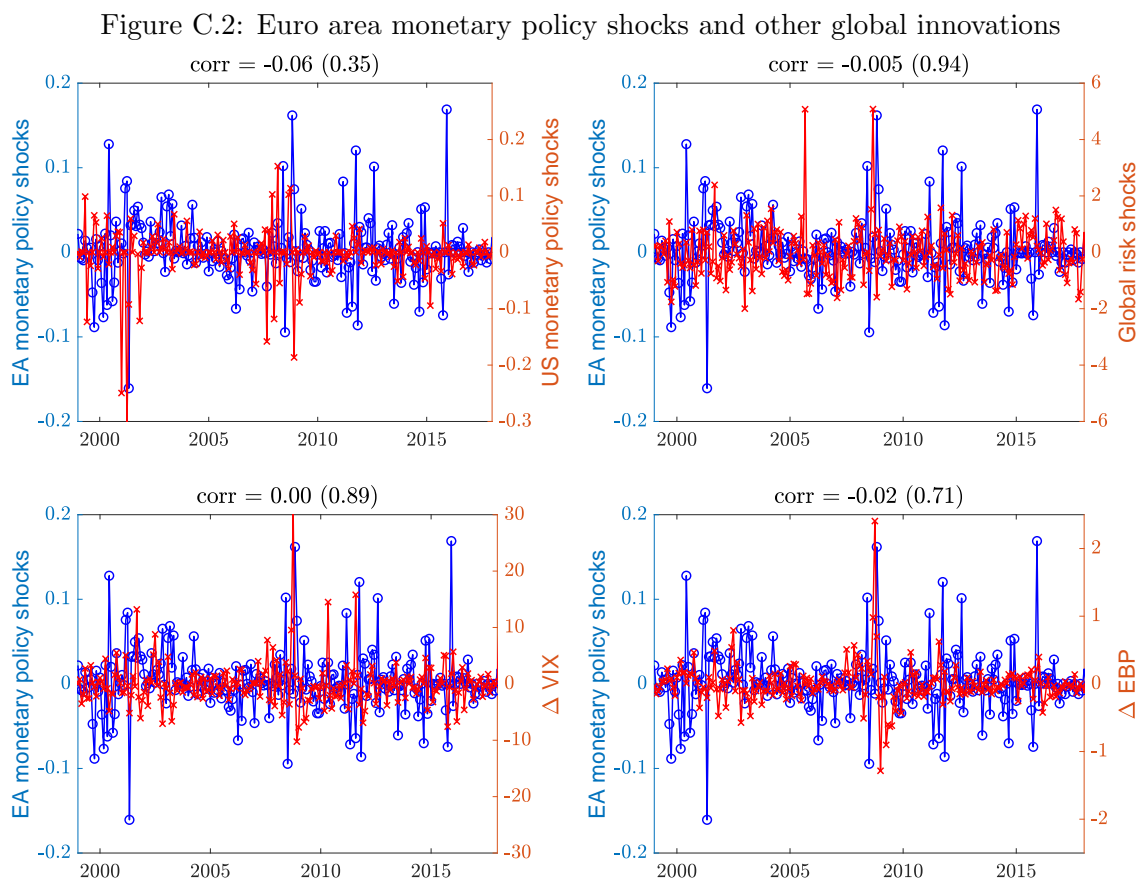 Figure C.2: Euro area monetary policy shocks and other global innovations
corr = -0.06 (0.35)
EA monetary policy shocks
0.2
0.1
0
-0.1
-0.2
US monetary policy shocks
0.2
0.1
0.0
-0.1
-0.2
-0.3
2000 2005 2010 2015
corr = -0.005 (0.94)
EA monetary policy shocks
0.2
0.1
0
-0.1
-0.2
Global risk shocks
6
4
2
0
-2
-4
-6
2000 2005 2010 2015
corr = 0.00 (0.89)
EA monetary policy shocks
0.2
0.1
0
-0.1
-0.2
Δ VIX
30
20
10
0
-10
-20
-30
2000 2005 2010 2015
corr = -0.02 (0.71)
EA monetary policy shocks
0.2
0.1
0
-0.1
-0.2
Δ EBP
2
1
0
-1
-2
2000 2005 2010 2015